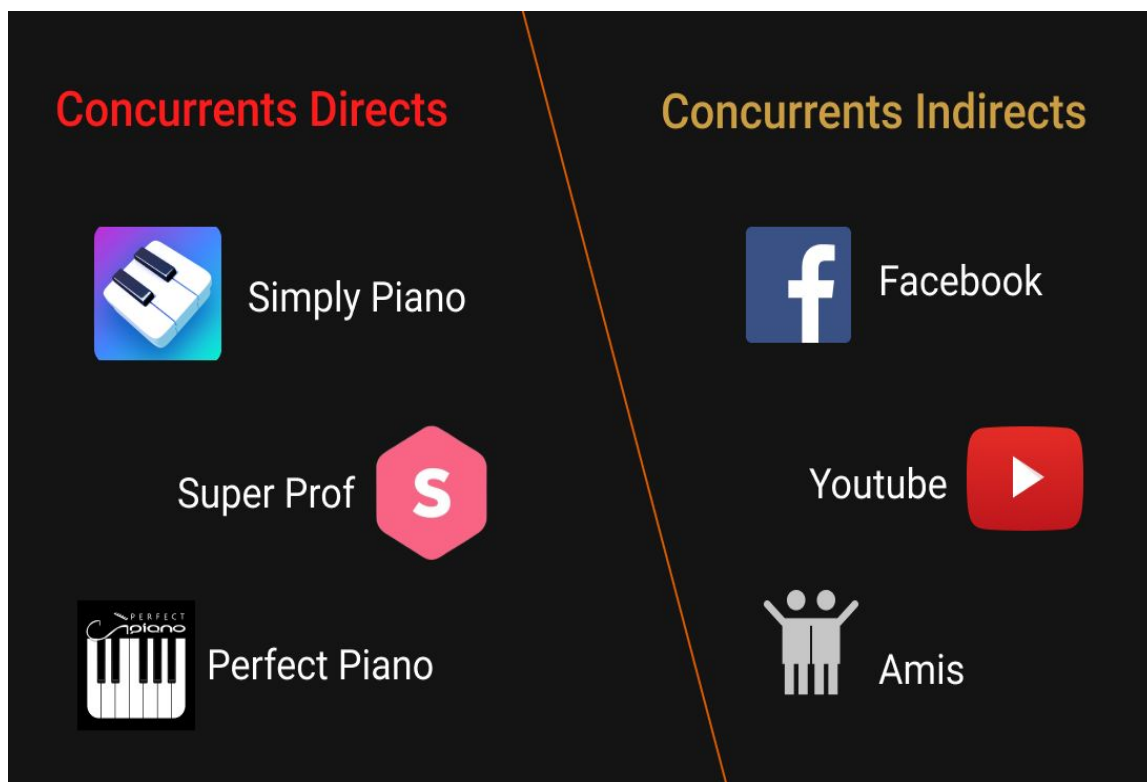 Concurrents Directs
Simply Piano
Super Prof
S
PERFECT
piano
Perfect Piano
Concurrents Indirects
f
Facebook
Youtube
Amis